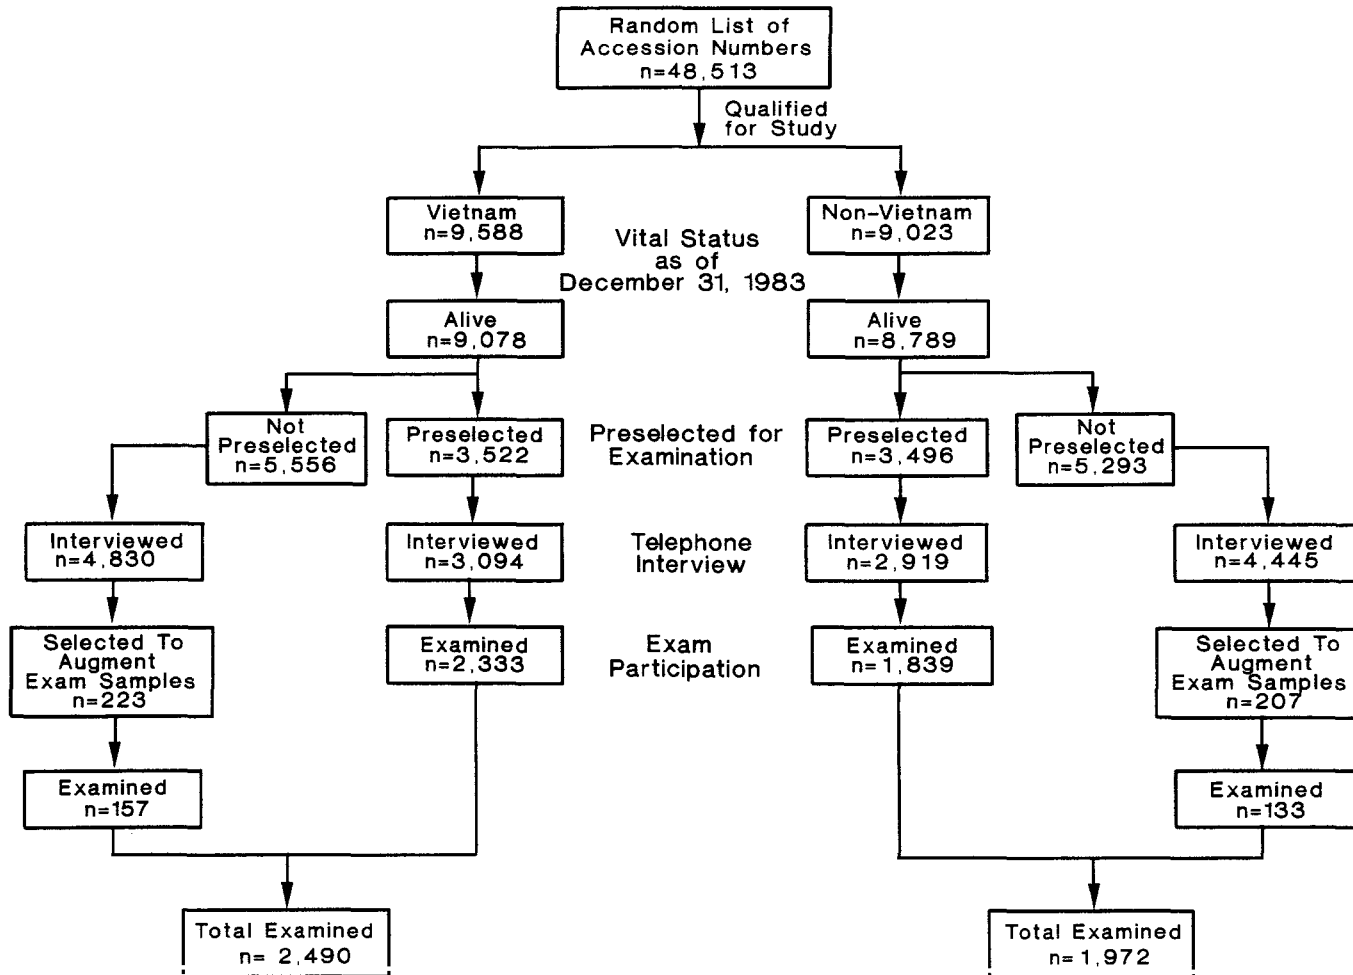 Random List of
Accession Numbers
n=48,513
Qualified
for Study
Vietnam
n=9,588
Non-Vietnam
n=9,023
Vital Status
as of
December 31, 1983
Alive
n=9,078
Alive
n=8,789
Not
Preselected
n=5,556
Preselected
n=3,522
Preselected for
Examination
Preselected
n=3,496
Not
Preselected
n=5,293
Interviewed
n=4,830
Interviewed
n=3,094
Telephone
Interview
Interviewed
n=2,919
Interviewed
n=4,445
Selected To
Augment
Exam Samples
n=223
Examined
n=2,333
Exam
Participation
Examined
n=1,839
Selected To
Augment
Exam Samples
n=207
Examined
n=157
Examined
n=133
Total Examined
n= 2,490
Total Examined
n=1,972